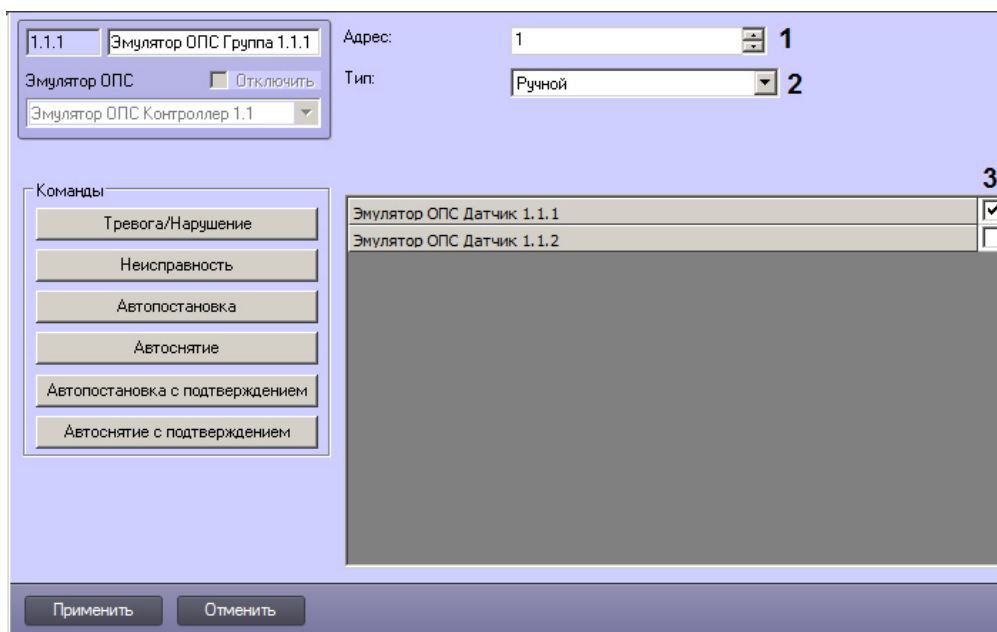 1.1.1 Эмулятор ОПС Группа 1.1.1
Эмулятор ОПС Отключить
Эмулятор ОПС Контроллер 1.1
Адрес: 1 1
Тип: Ручной 2
Команды
Тревога/Нарушение
Неисправность
Автопостановка
Автоснятие
Автопостановка с подтверждением
Автоснятие с подтверждением
3
Эмулятор ОПС Датчик 1.1.1
Эмулятор ОПС Датчик 1.1.2
Применить Отменить